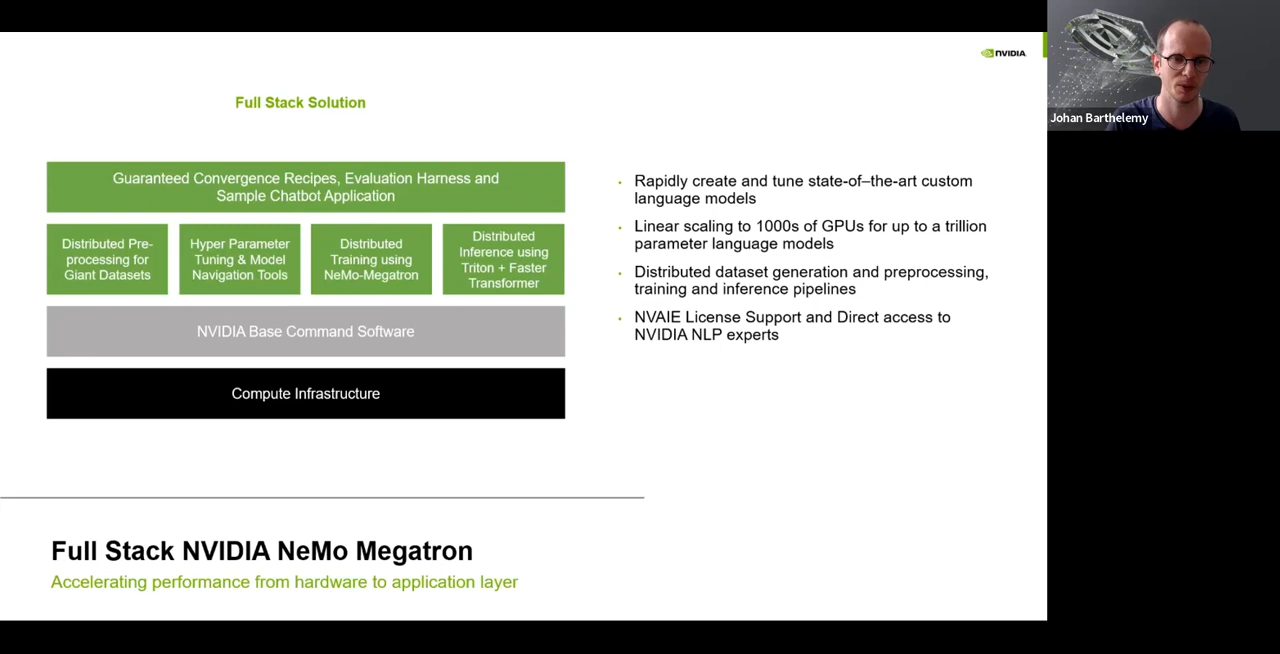 NVIDIA
Johan Barthelemy
Full Stack Solution
Guaranteed Convergence Recipes, Evaluation Harness and
Sample Chatbot Application
Distributed Pre-
processing for
Giant Datasets
Hyper Parameter
Tuning & Model
Navigation Tools
Distributed
Training using
NeMo-Megatron
Distributed
Inference using
Triton + Faster
Transformer
NVIDIA Base Command Software
Compute Infrastructure
Rapidly create and tune state-of–the-art custom
language models
Linear scaling to 1000s of GPUs for up to a trillion
parameter language models
Distributed dataset generation and preprocessing,
training and inference pipelines
NVAIE License Support and Direct access to
NVIDIA NLP experts
Full Stack NVIDIA NeMo Megatron
Accelerating performance from hardware to application layer